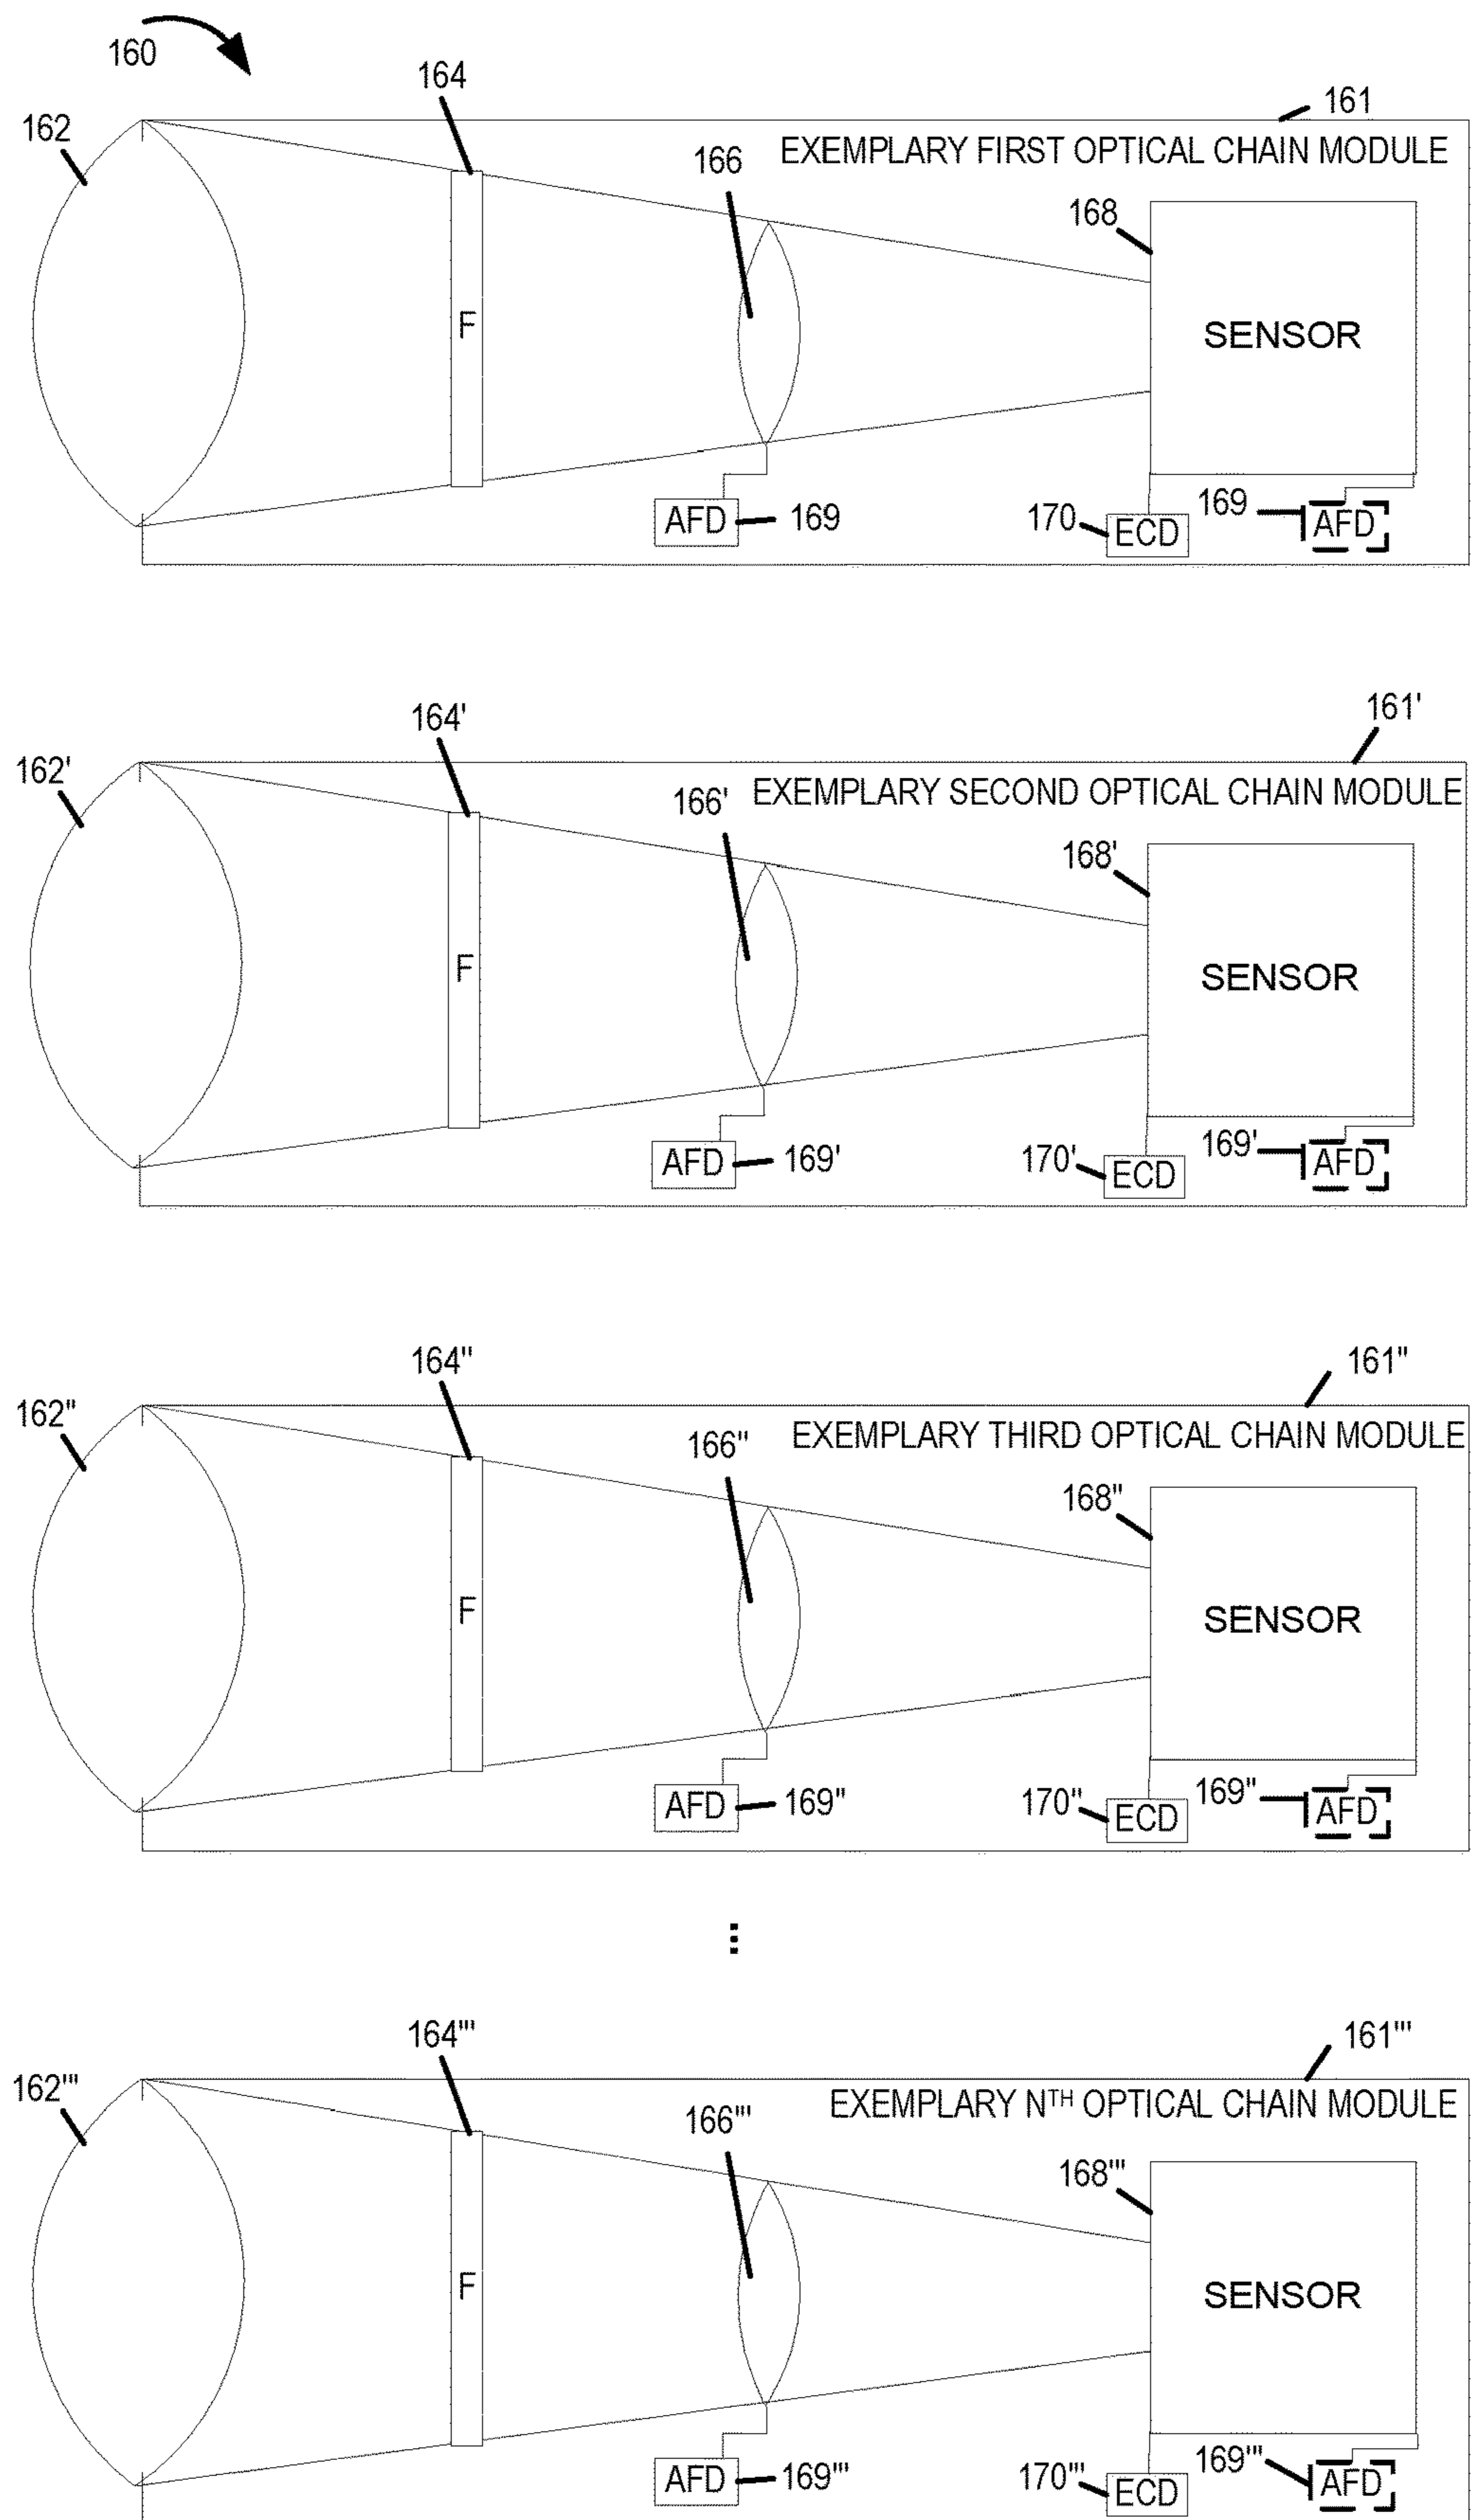 160
164
161
162
EXEMPLARY FIRST OPTICAL CHAIN MODULE
166
168
F
SENSOR
AFD
169
170
ECD
169
AFD
164'
161'
162'
EXEMPLARY SECOND OPTICAL CHAIN MODULE
166'
168'
F
SENSOR
AFD
169'
170'
ECD
169'
AFD
164"
161"
162"
EXEMPLARY THIRD OPTICAL CHAIN MODULE
166"
168"
F
SENSOR
AFD
169"
170"
ECD
169"
AFD
...
164'''
161'''
162'''
EXEMPLARY NTH OPTICAL CHAIN MODULE
166'''
168'''
F
SENSOR
AFD
169'''
170'''
ECD
169'''
AFD